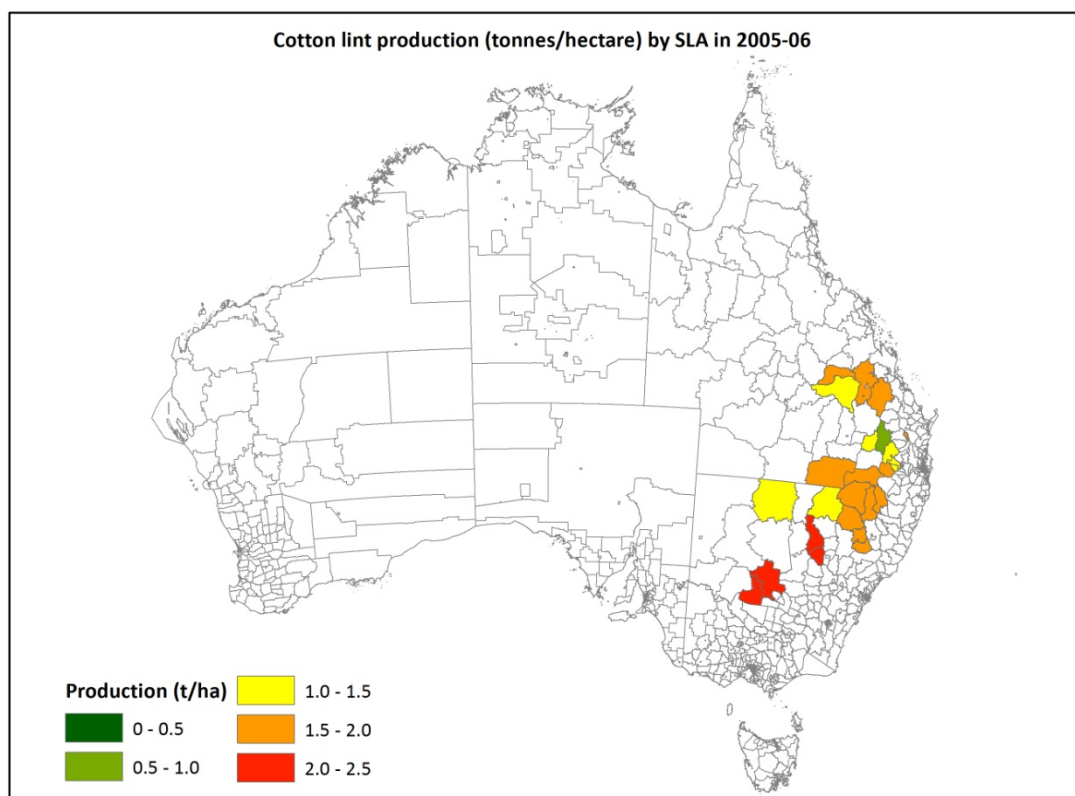 Cotton lint production (tonnes/hectare) by SLA in 2005-06
Production (t/ha)
0 - 0.5
0.5 - 1.0
1.0 - 1.5
1.5 - 2.0
2.0 - 2.5